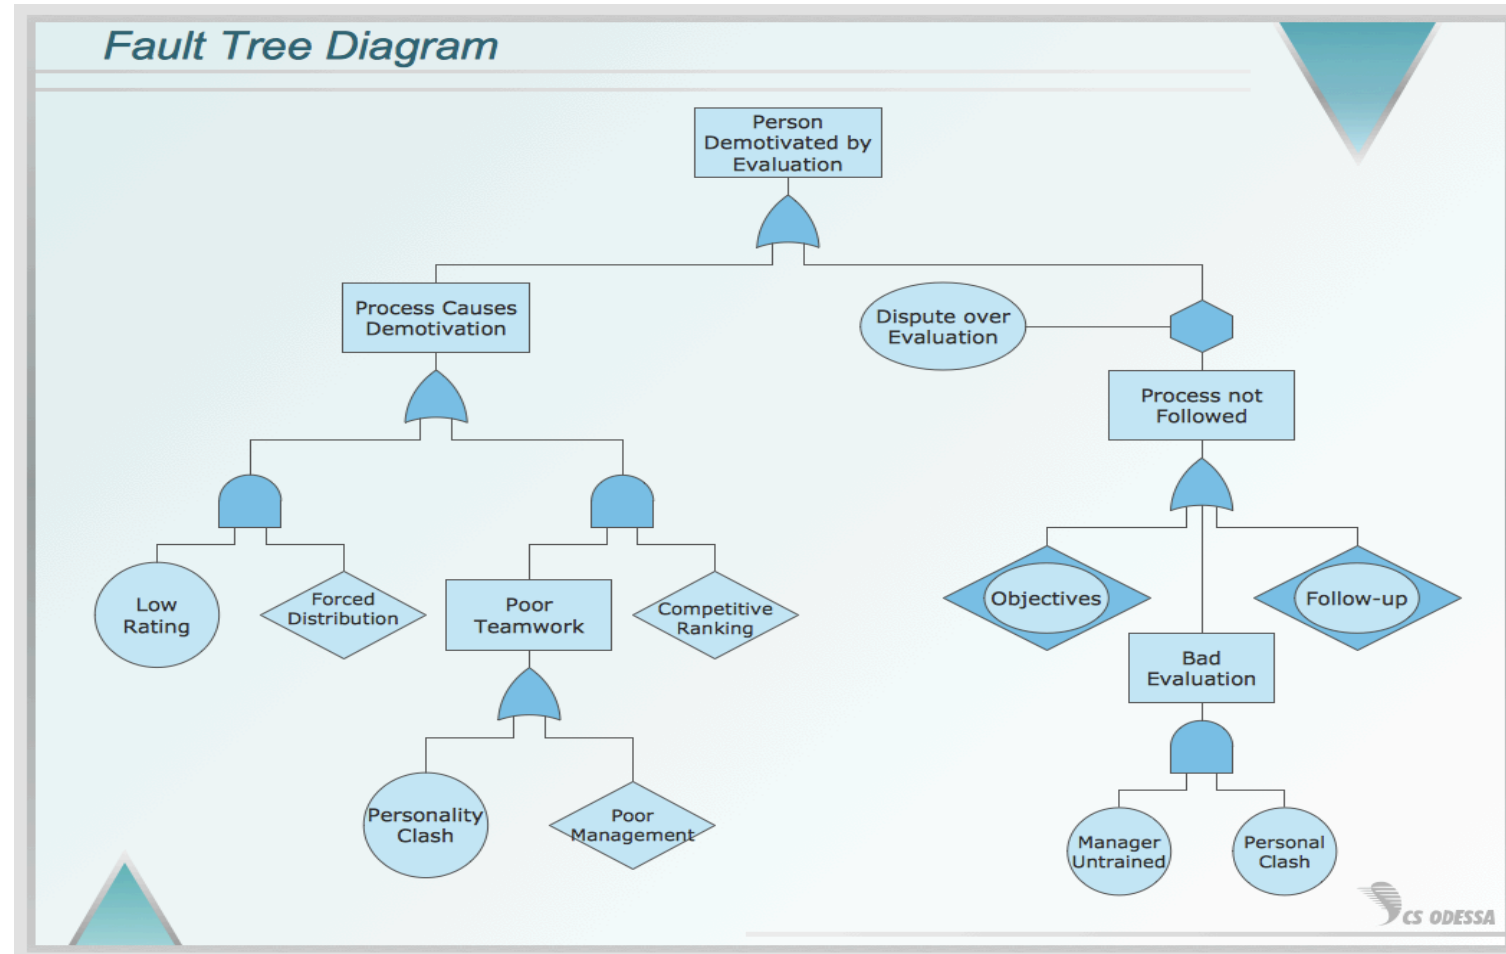 Fault Tree Diagram
Person
Demotivated by
Evaluation
Process Causes
Demotivation
Dispute over
Evaluation
Process not
Followed
Low
Rating
Forced
Distribution
Poor
Teamwork
Competitive
Ranking
Objectives
Follow-up
Bad
Evaluation
Personality
Clash
Poor
Management
Manager
Untrained
Personal
Clash
CS ODESSA